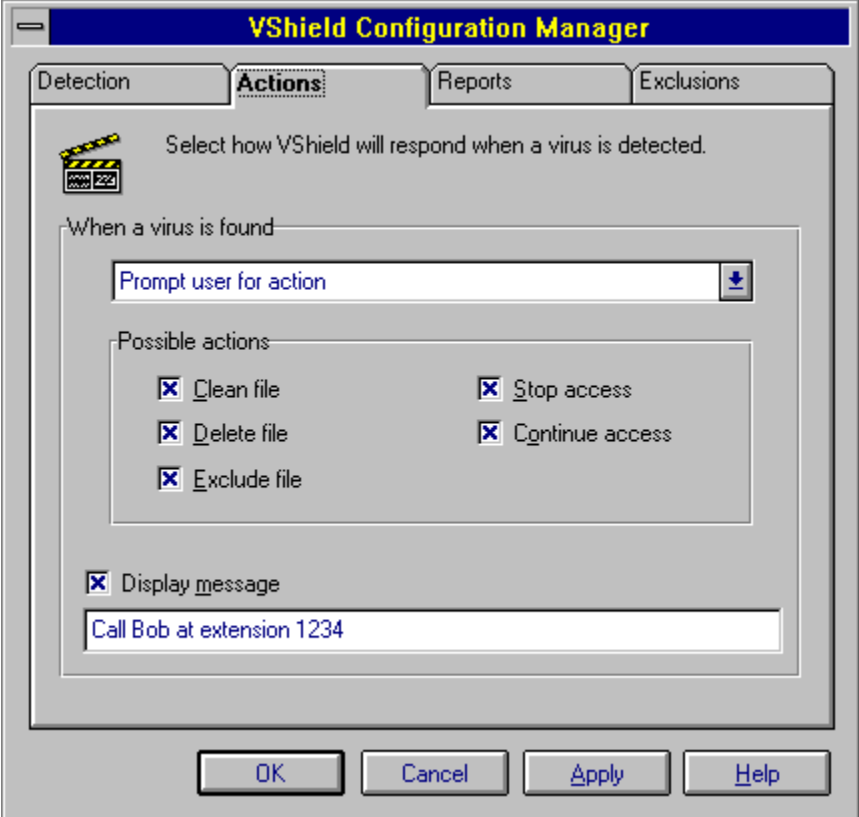 VShield Configuration Manager
Detection Actions Reports Exclusions
Select how VShield will respond when a virus is detected.
When a virus is found
Prompt user for action
Possible actions
Clean file Stop access
Delete file Continue access
Exclude file
Display message
Call Bob at extension 1234
OK Cancel Apply Help